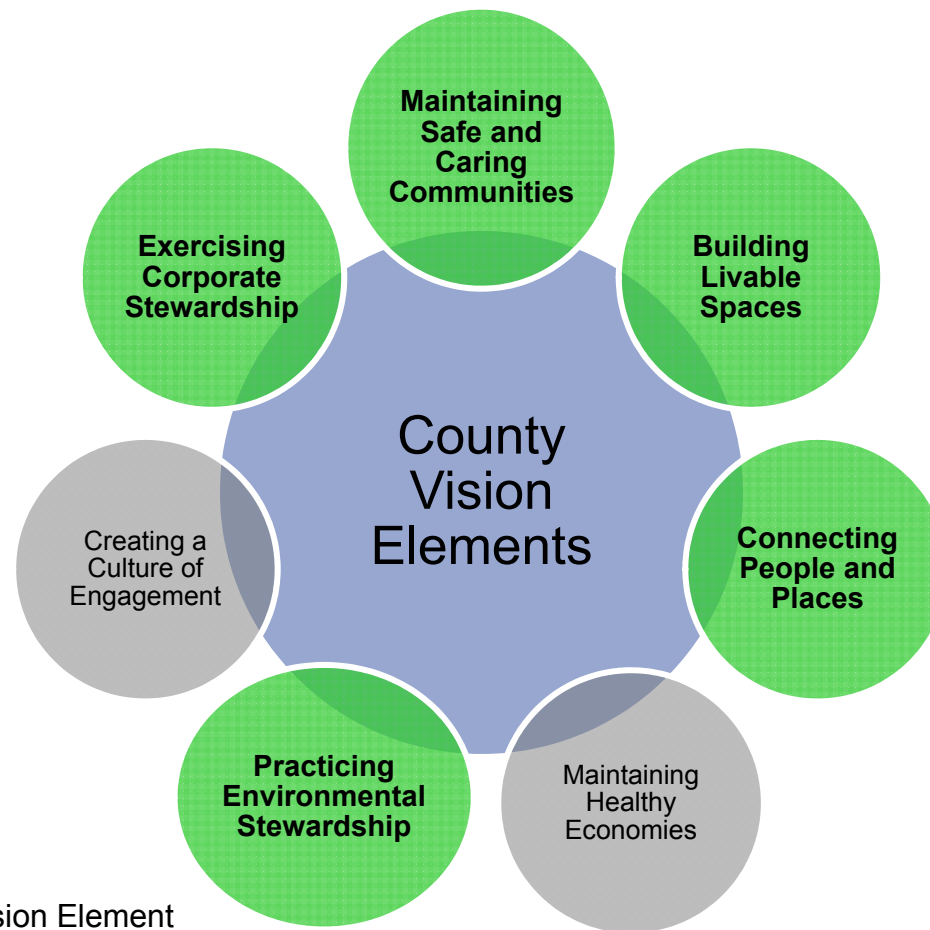 Maintaining
Safe and
Caring
Communities
Exercising
Corporate
Stewardship
Building
Livable
Spaces
County
Vision
Elements
Creating a
Culture of
Engagement
Connecting
People and
Places
Practicing
Environmental
Stewardship
Maintaining
Healthy
Economies
Element